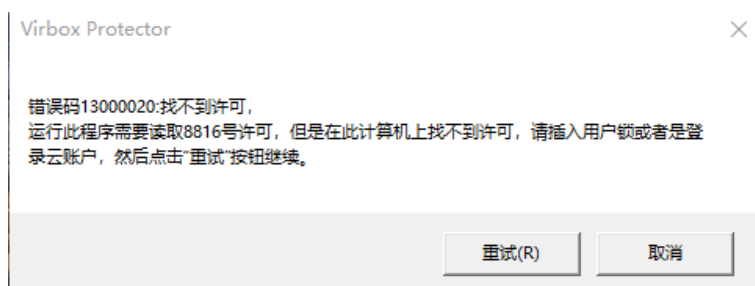 Virbox Protector
错误码13000020:找不到许可，
运行此程序需要读取8816号许可，但是在此计算机上找不到许可，请插入用户锁或者是登
录云账户，然后点击"重试"按钮继续。
重试(R)
取消